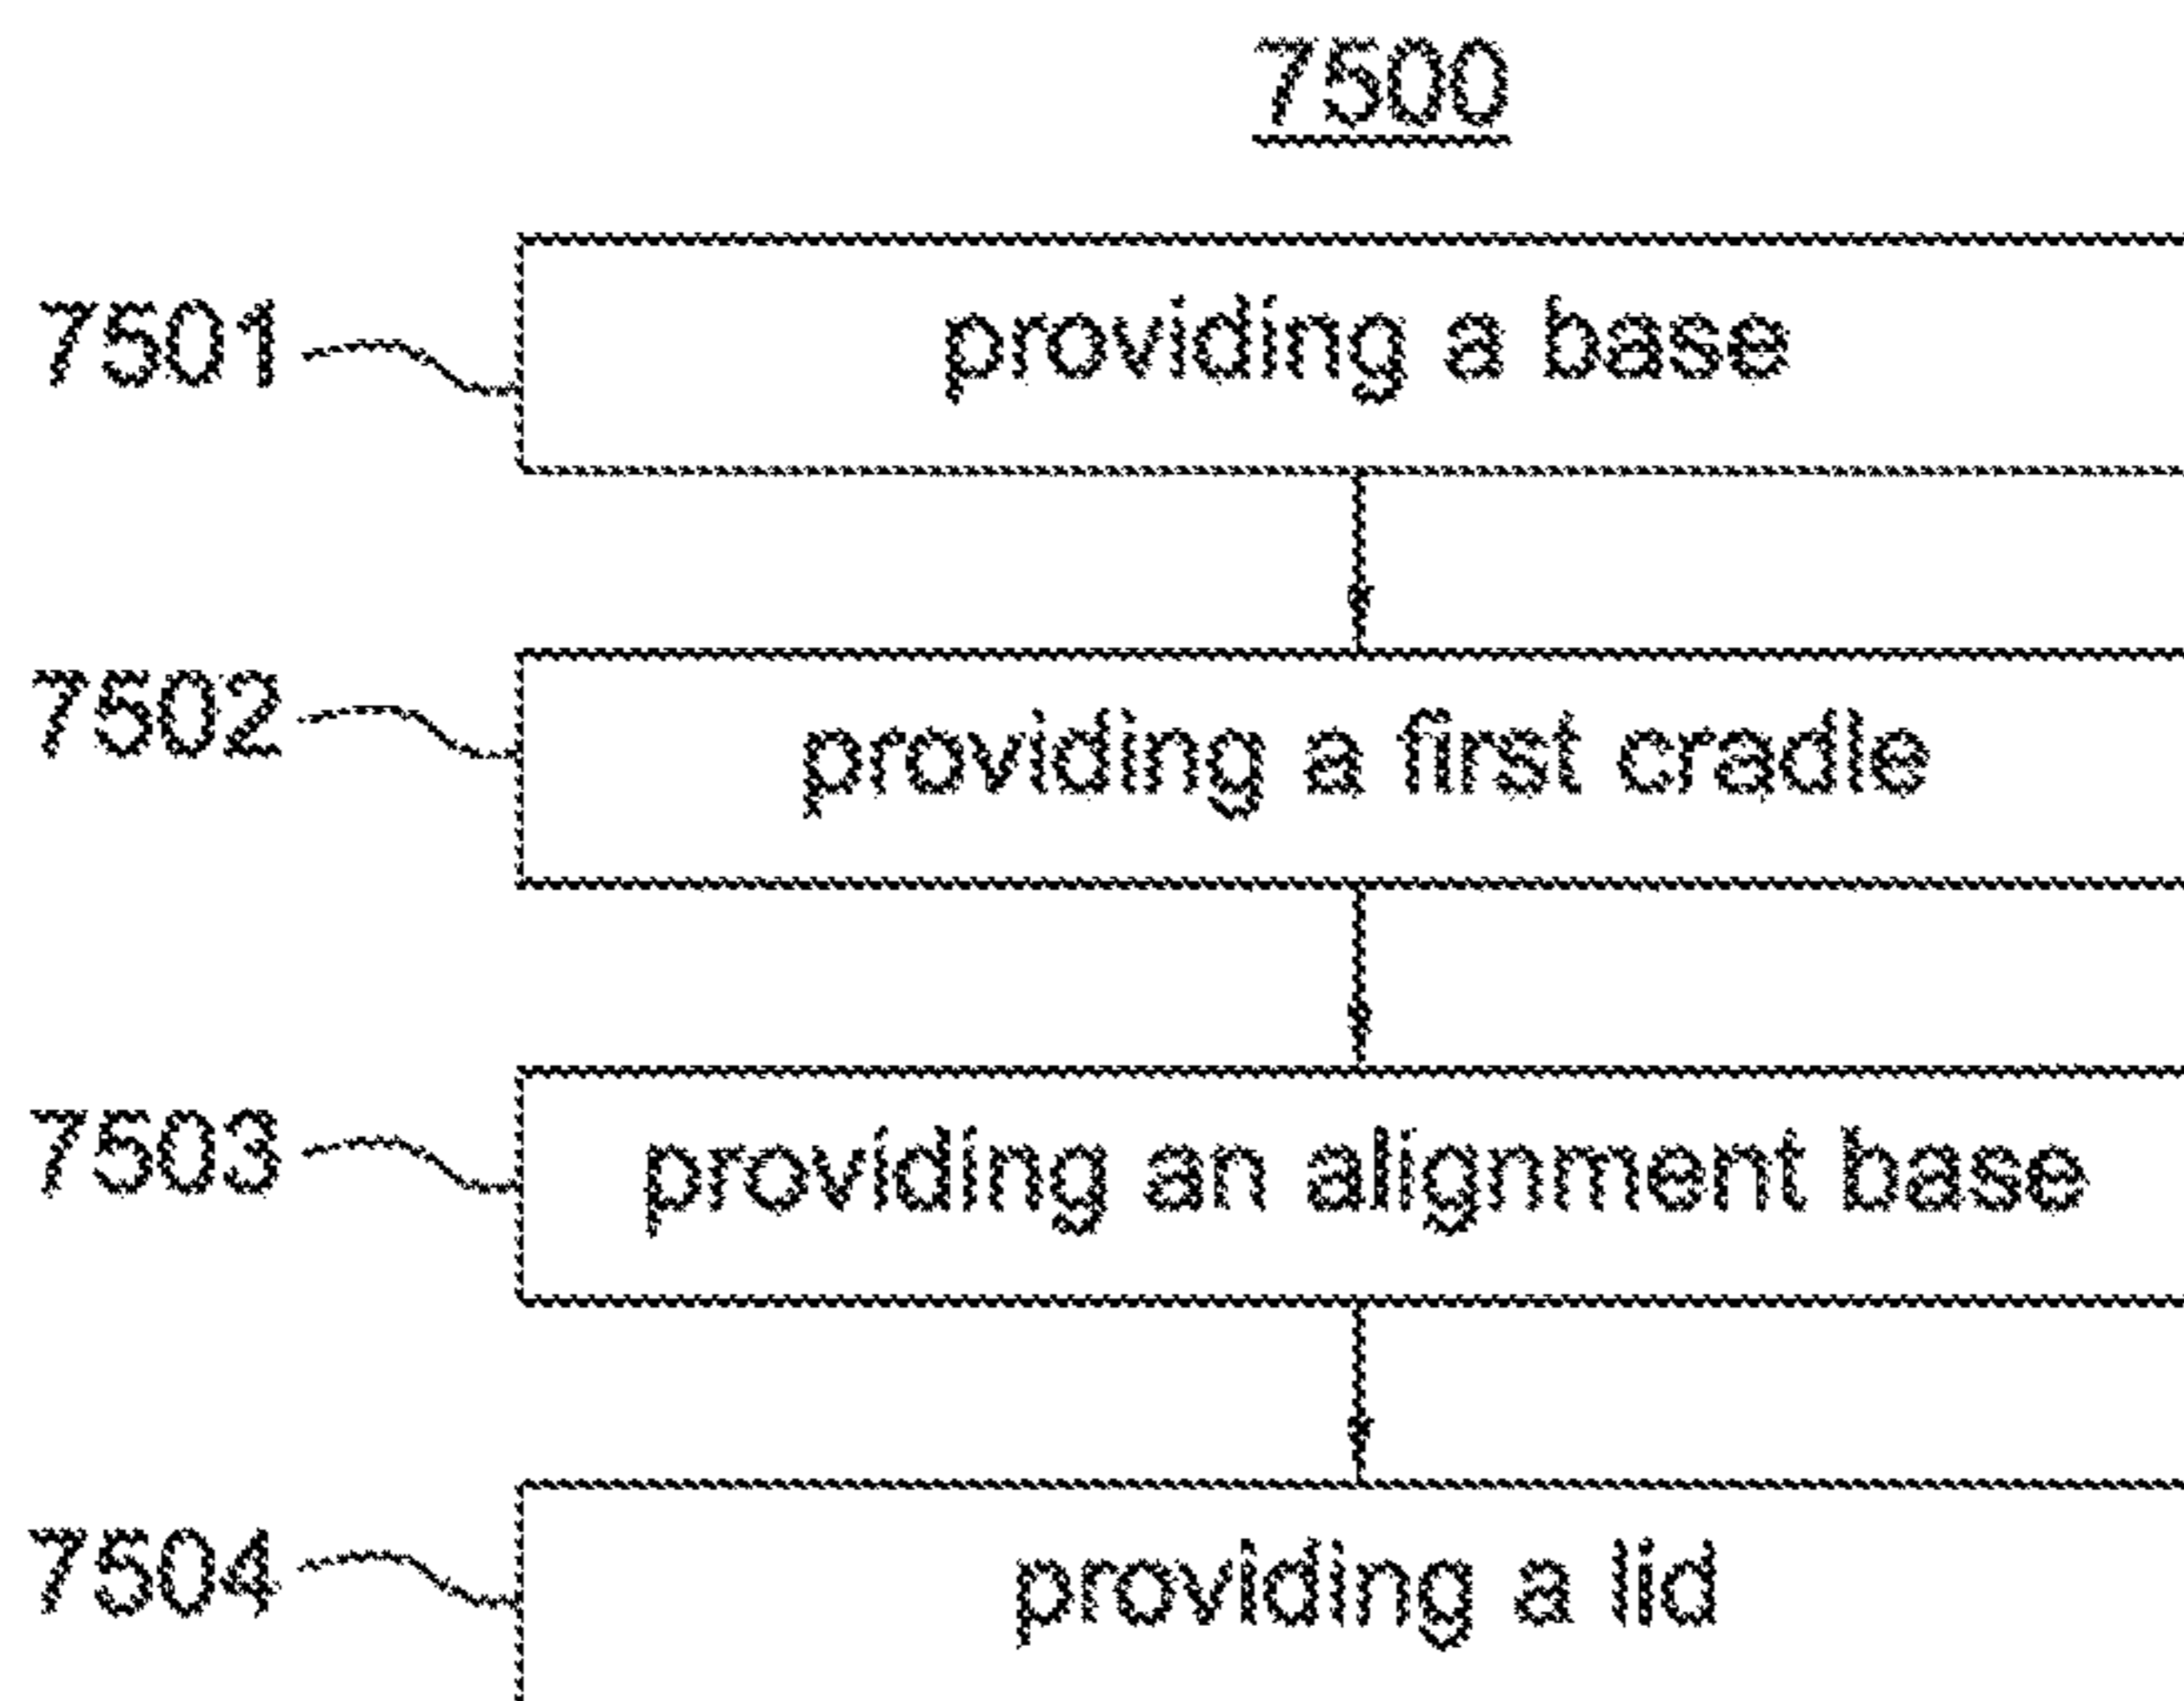 7500
7501 providing a base
7502 providing a first cradle
7503 providing an alignment base
7504 providing a lid